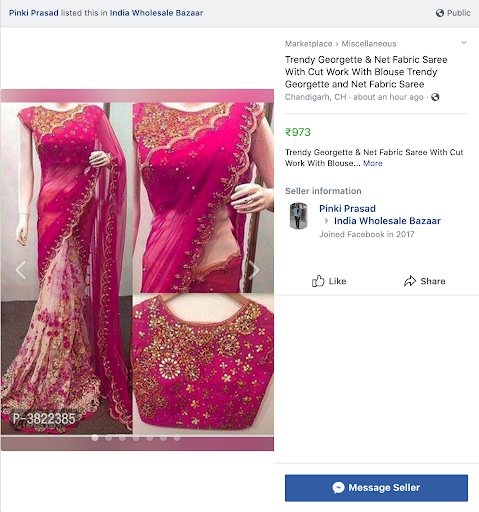 Pinki Prasad listed this in India Wholesale Bazaar
Public
Marketplace › Miscellaneous
Trendy Georgette & Net Fabric Saree
With Cut Work With Blouse Trendy
Georgette and Net Fabric Saree
Chandigarh, CH · about an hour ago ·
₹973
Trendy Georgette & Net Fabric Saree With Cut
Work With Blouse... More
Seller information
Pinki Prasad
India Wholesale Bazaar
Joined Facebook in 2017
Like
Share
P-3822385
Message Seller